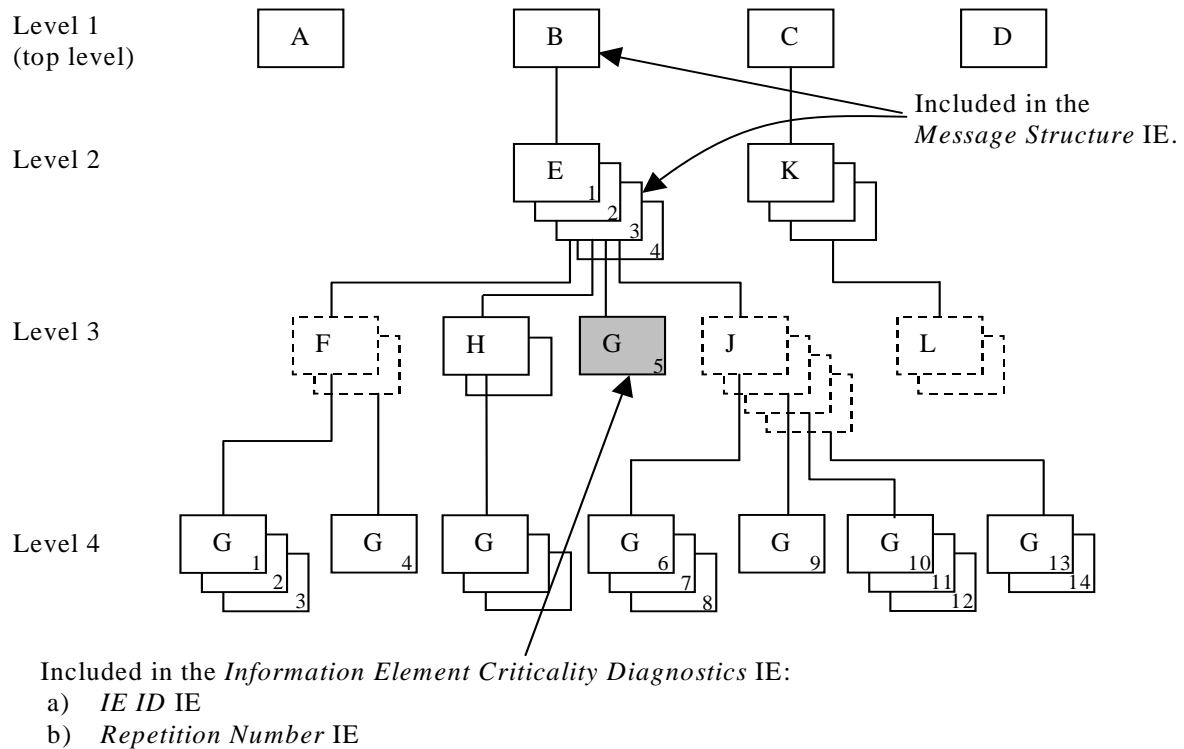 Level 1
(top level)
A
B
C
D
Included in the
Message Structure IE.
Level 2
E
1
2
3
4
K
Level 3
F
H
G
5
J
L
Level 4
G
1
2
3
G
4
G
G
6
7
8
G
9
G
10
11
12
G
13
14
Included in the Information Element Criticality Diagnostics IE:
a) IE ID IE
b) Repetition Number IE